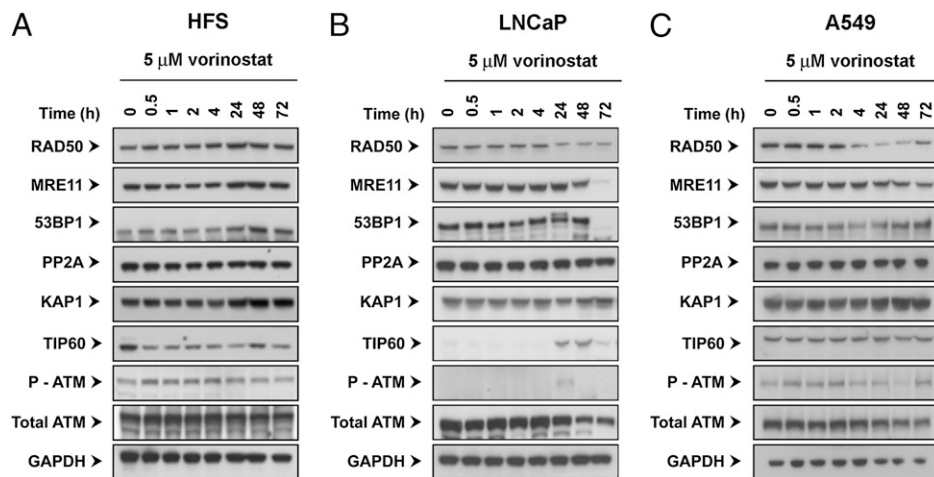 A
HFS
5 μM vorinostat
Time (h) 0 0.5 1 2 4 24 48 72
RAD50
MRE11
53BP1
PP2A
KAP1
TIP60
P - ATM
Total ATM
GAPDH
B
LNCaP
5 μM vorinostat
Time (h) 0 0.5 1 2 4 24 48 72
RAD50
MRE11
53BP1
PP2A
KAP1
TIP60
P - ATM
Total ATM
GAPDH
C
A549
5 μM vorinostat
Time (h) 0 0.5 1 2 4 24 48 72
RAD50
MRE11
53BP1
PP2A
KAP1
TIP60
P - ATM
Total ATM
GAPDH